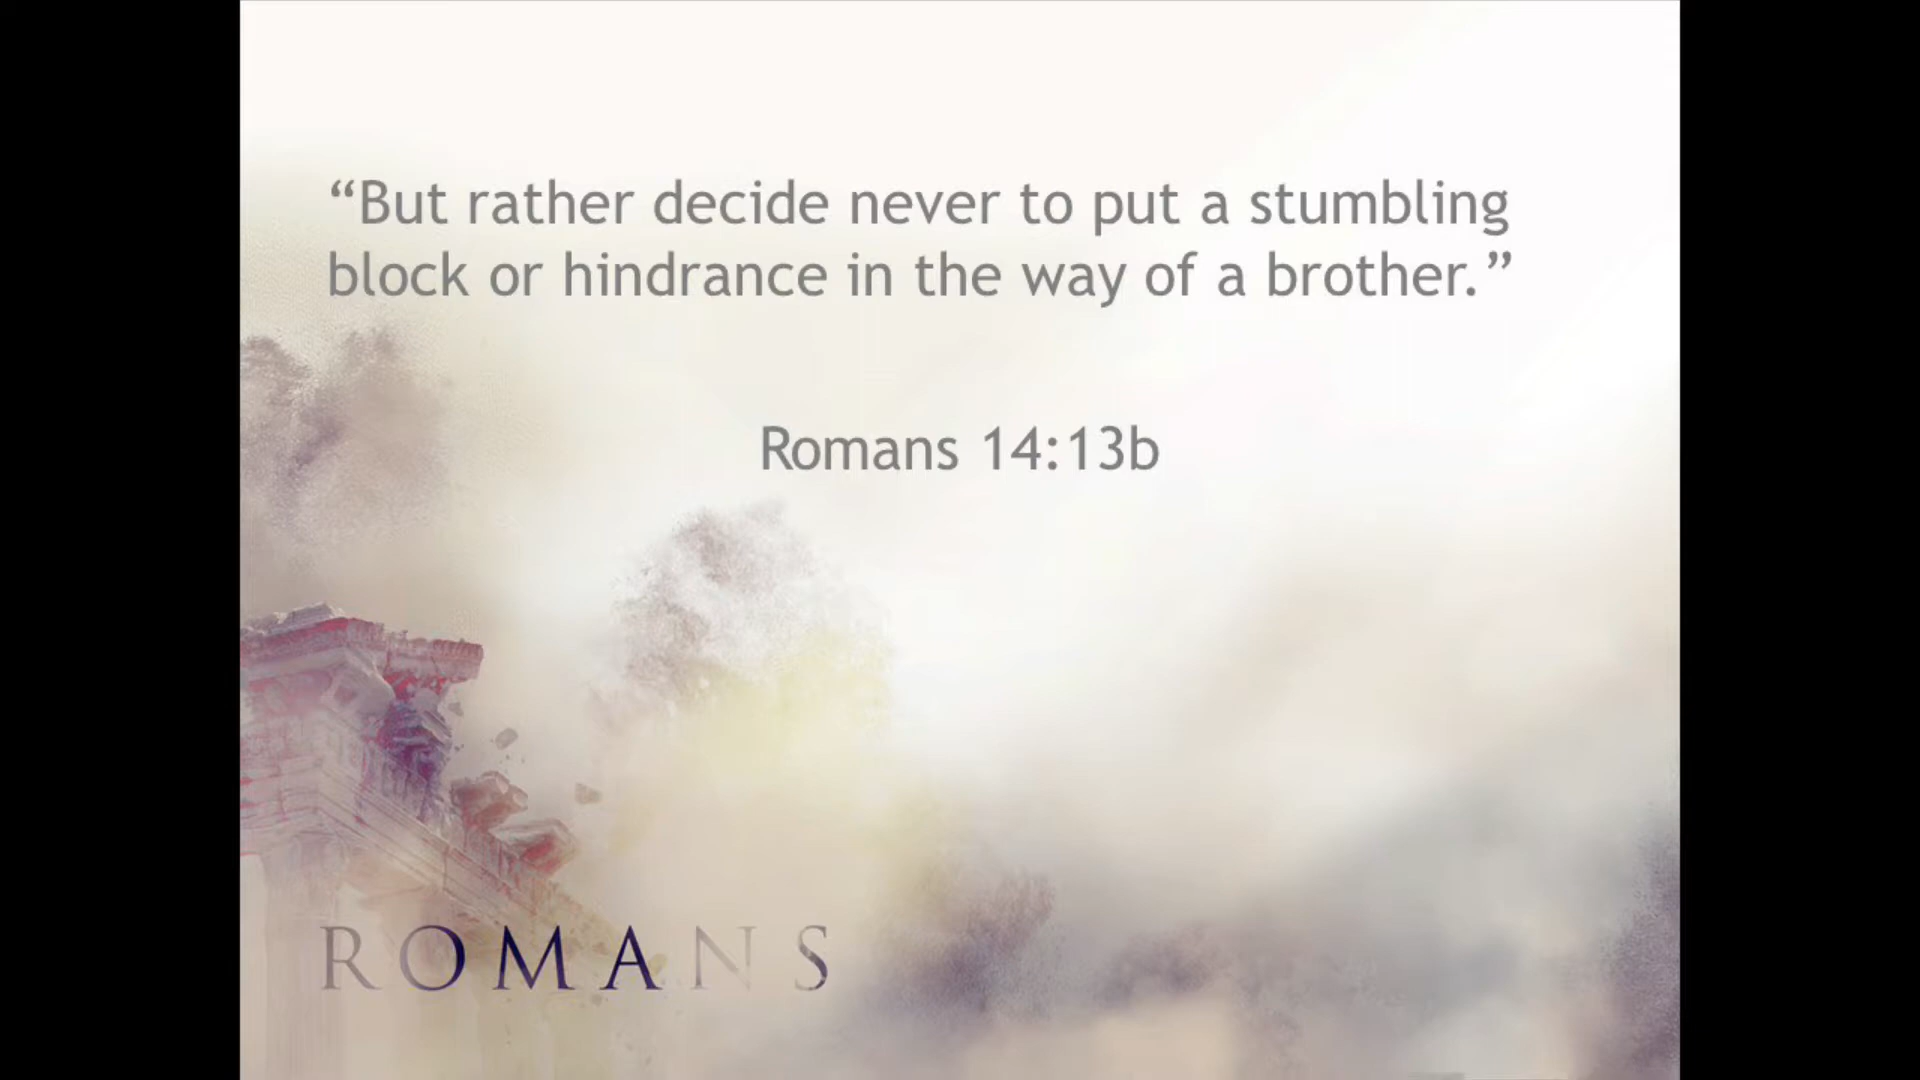 “But rather decide never to put a stumbling
block or hindrance in the way of a brother.”
Romans 14:13b
ROMANS